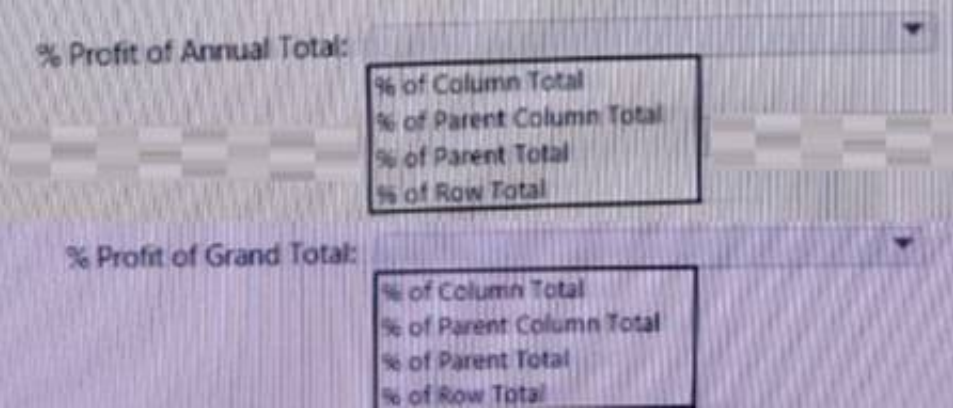 % Profit of Annual Total:
% of Column Total
% of Parent Column Total
% of Parent Total
% of Row Total
% Profit of Grand Total:
% of Column Total
% of Parent Column Total
% of Parent Total
% of Row Total